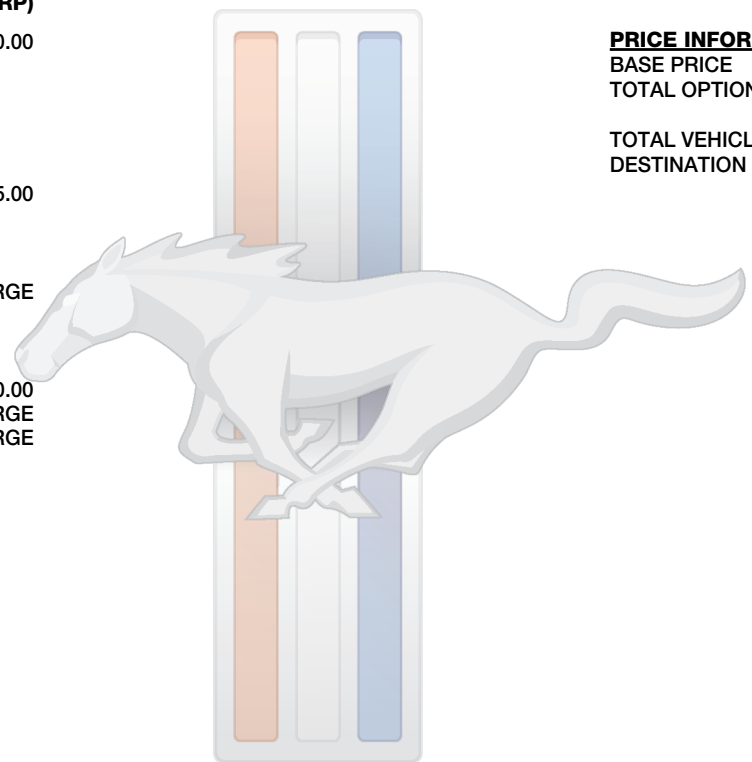 RP)
0.00
5.00
RGE
0.00
RGE
RGE
PRICE INFOR
BASE PRICE
TOTAL OPTION
TOTAL VEHICL
DESTINATION